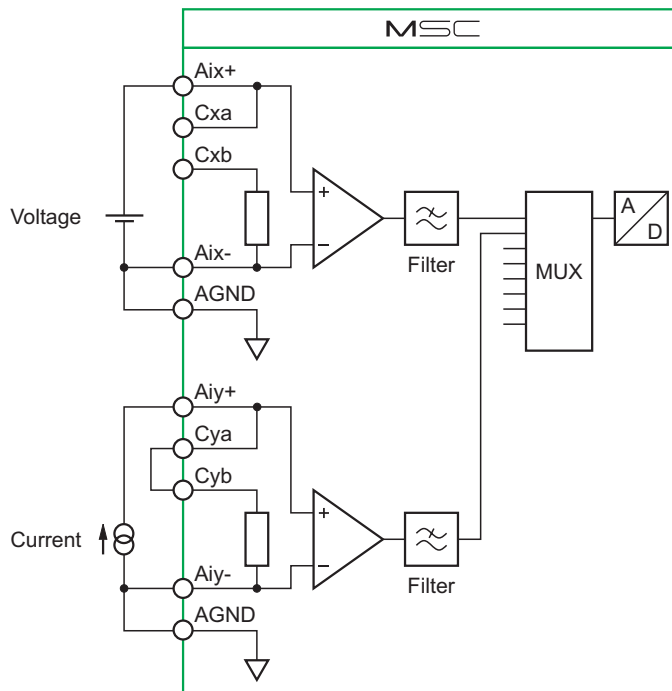 MSC
Aix+
Cxa
Cxb
+
Voltage
−
Aix-
Filter
MUX
A
D
AGND
Aiy+
Cya
Cyb
+
Current
−
Aiy-
Filter
AGND